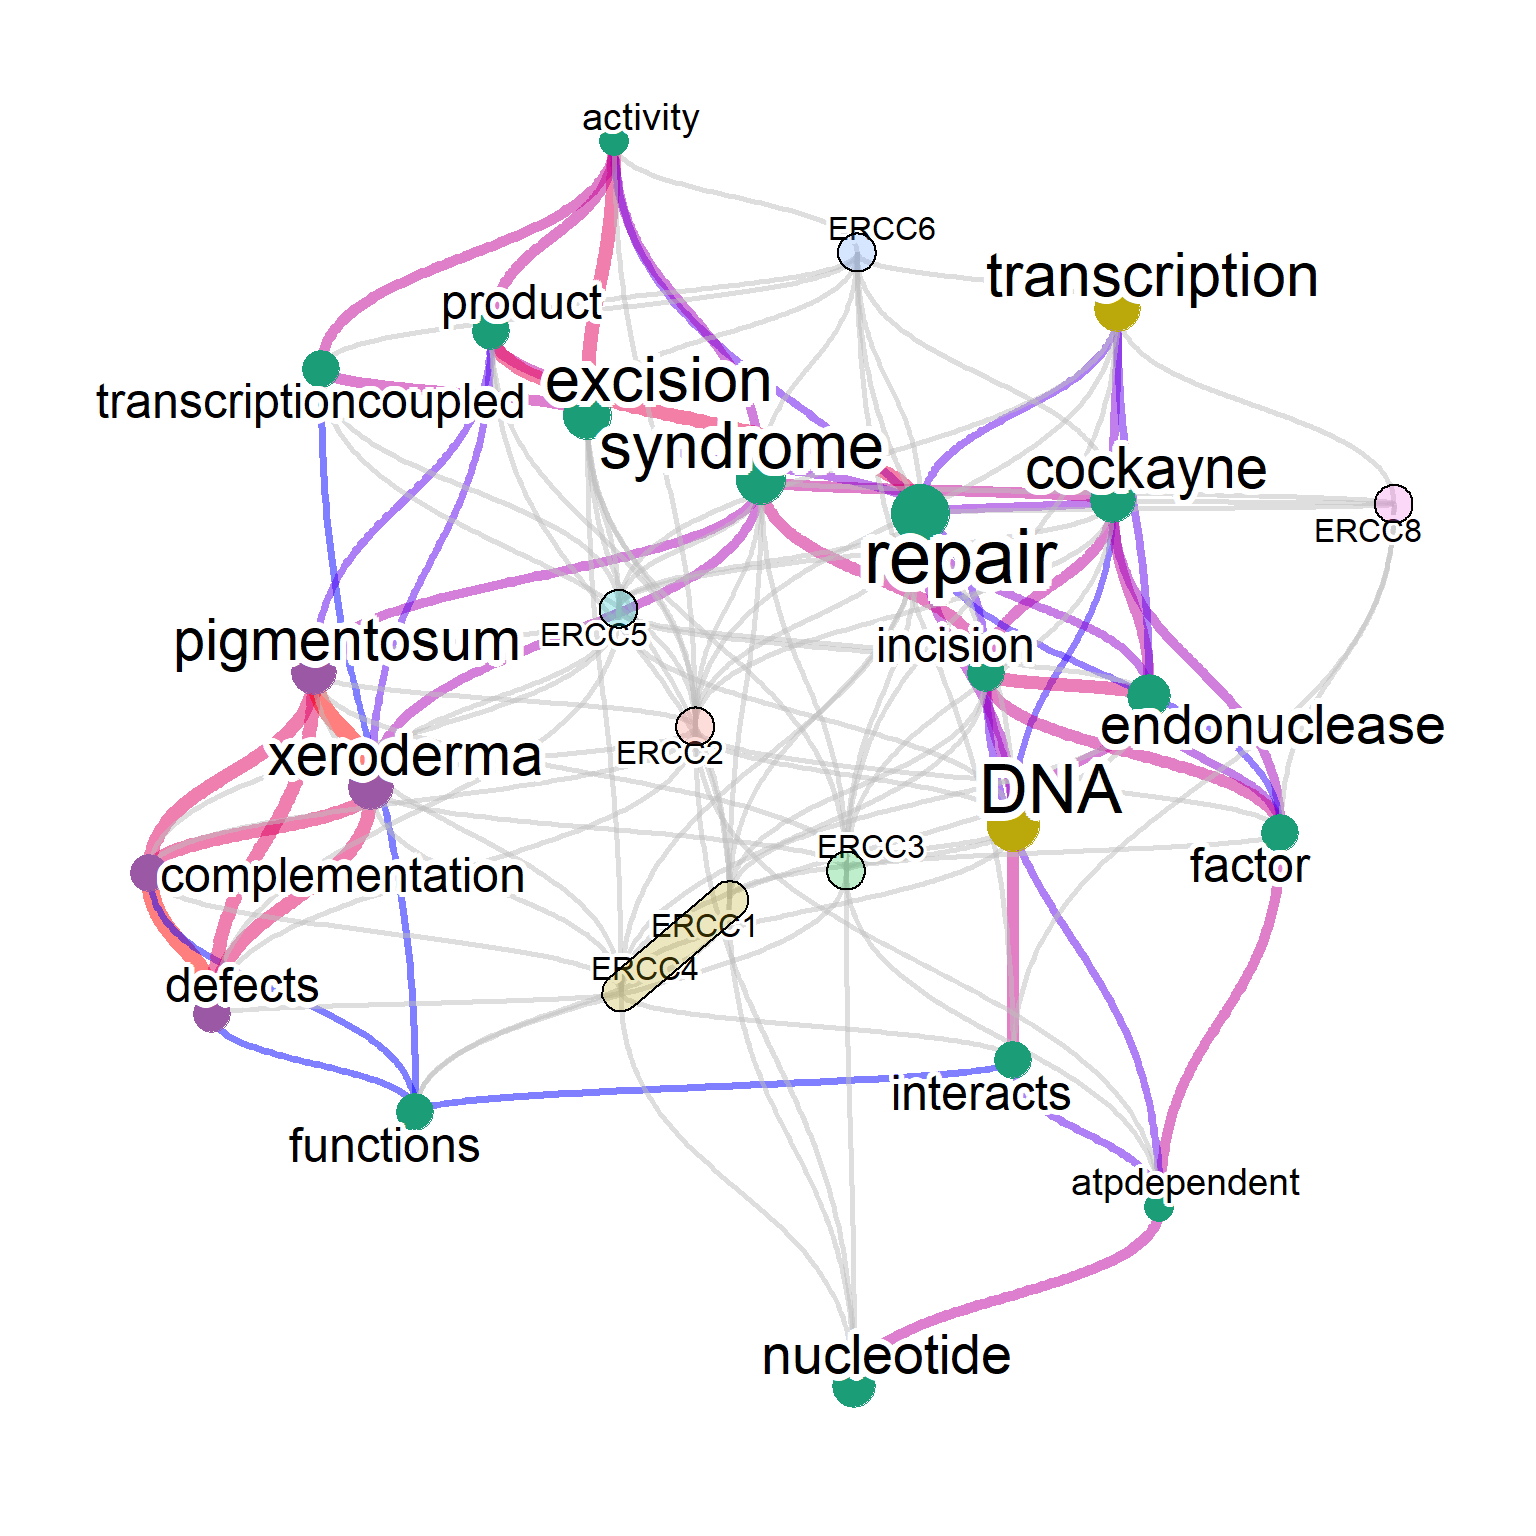 activity
ERCC6
transcription
product
excision
transcriptioncoupled
syndrome
cockayne
ERCC8
repair
ERCC5
pigmentosum
incision
endonuclease
xeroderma
ERCC2
DNA
ERCC3
factor
complementation
ERCC1
ERCC4
defects
interacts
functions
atpdependent
nucleotide